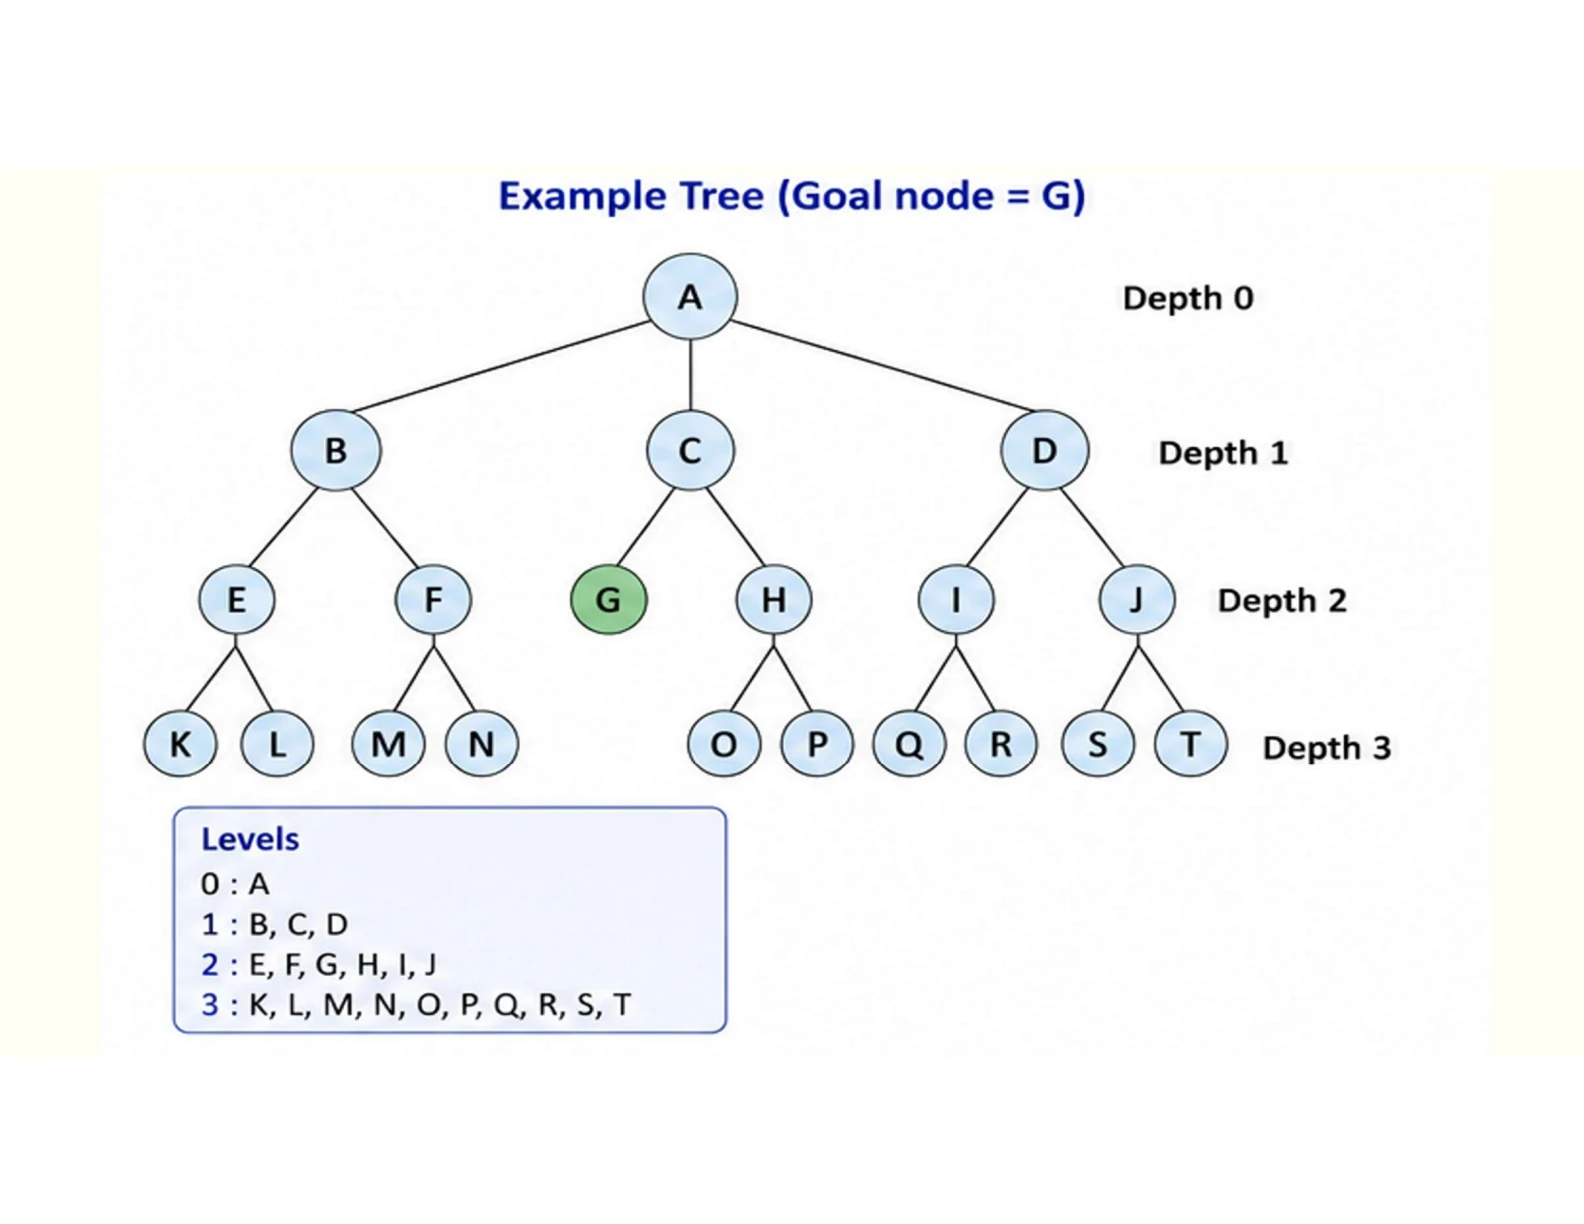 Example Tree (Goal node = G)
A
Depth 0
B
C
D
Depth 1
E
F
G
H
I
J
Depth 2
K
L
M
N
O
P
Q
R
S
T
Depth 3
Levels
0 : A
1 : B, C, D
2 : E, F, G, H, I, J
3 : K, L, M, N, O, P, Q, R, S, T